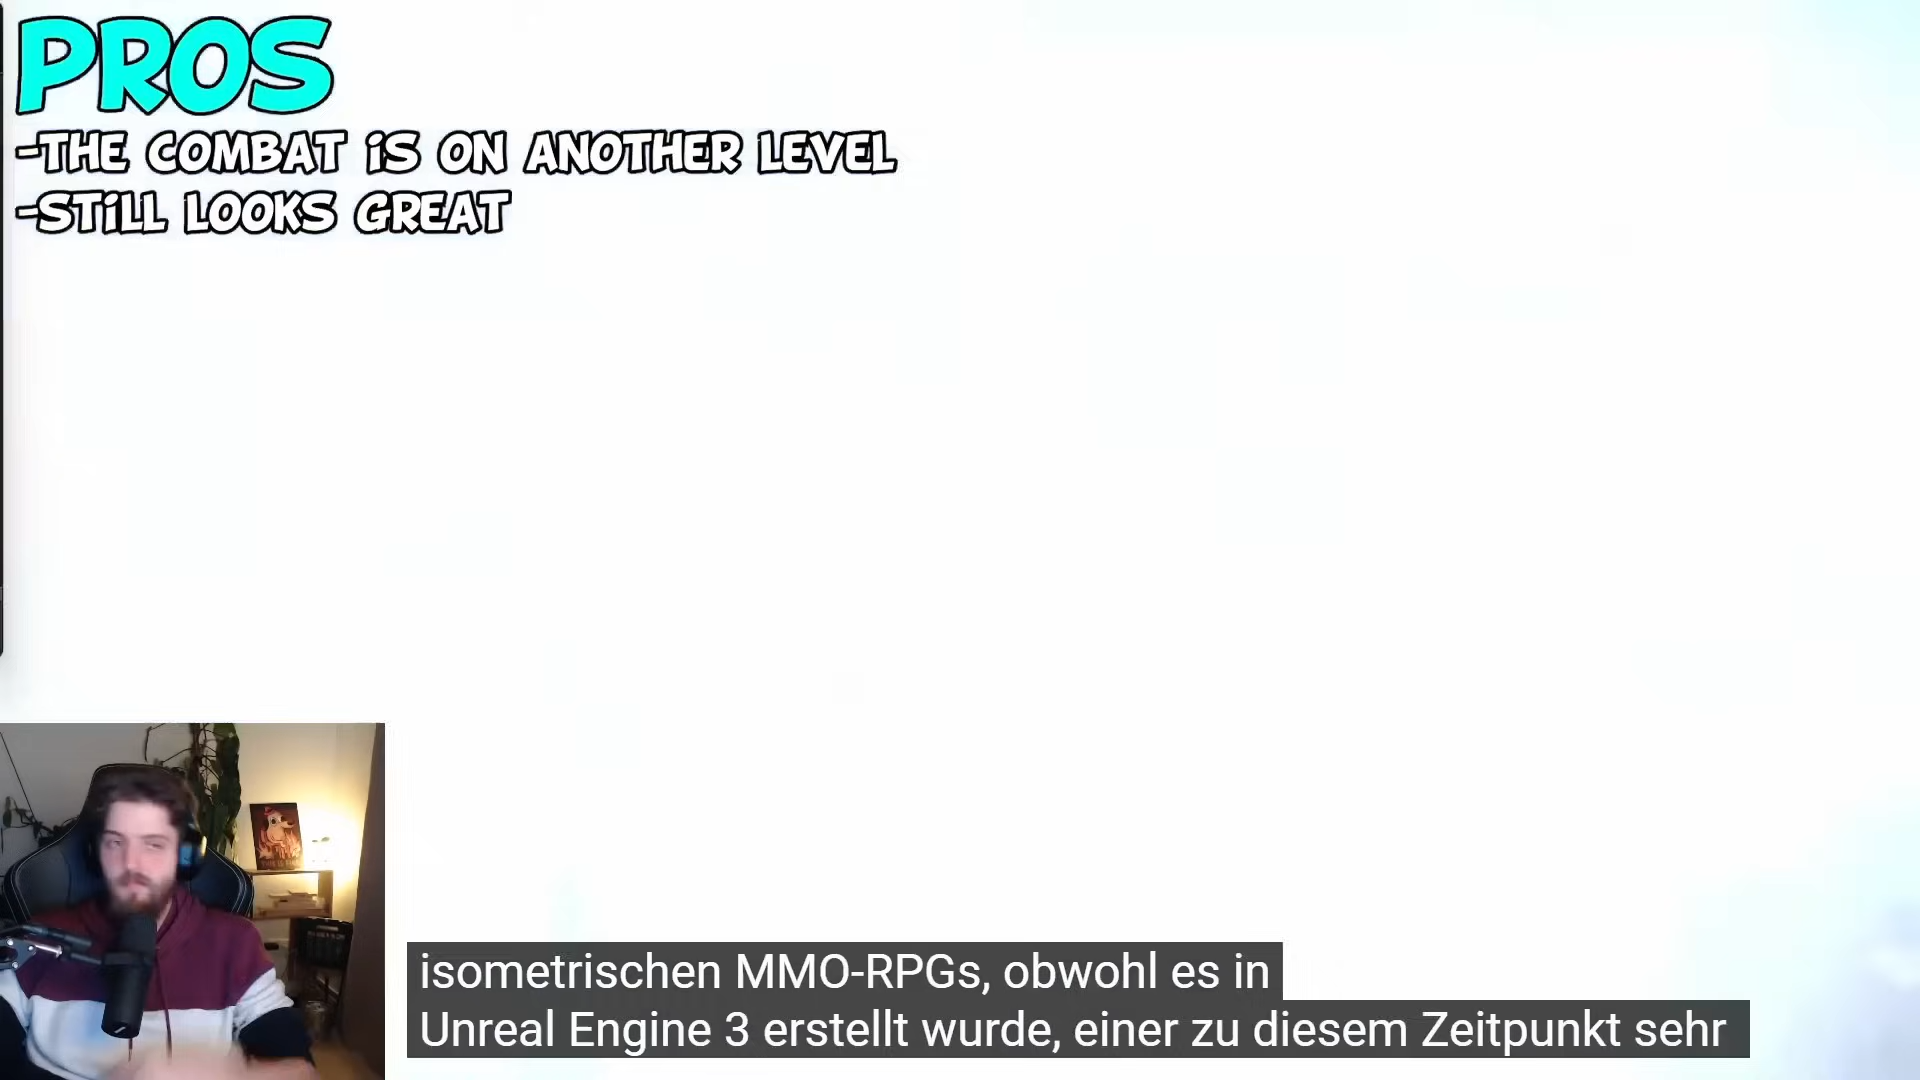 PROS
-THE COMBAT iS ON ANOTHER LEVEL
-STiLL LOOKS GREAT
isometrischen MMO-RPGs, obwohl es in
Unreal Engine 3 erstellt wurde, einer zu diesem Zeitpunkt sehr